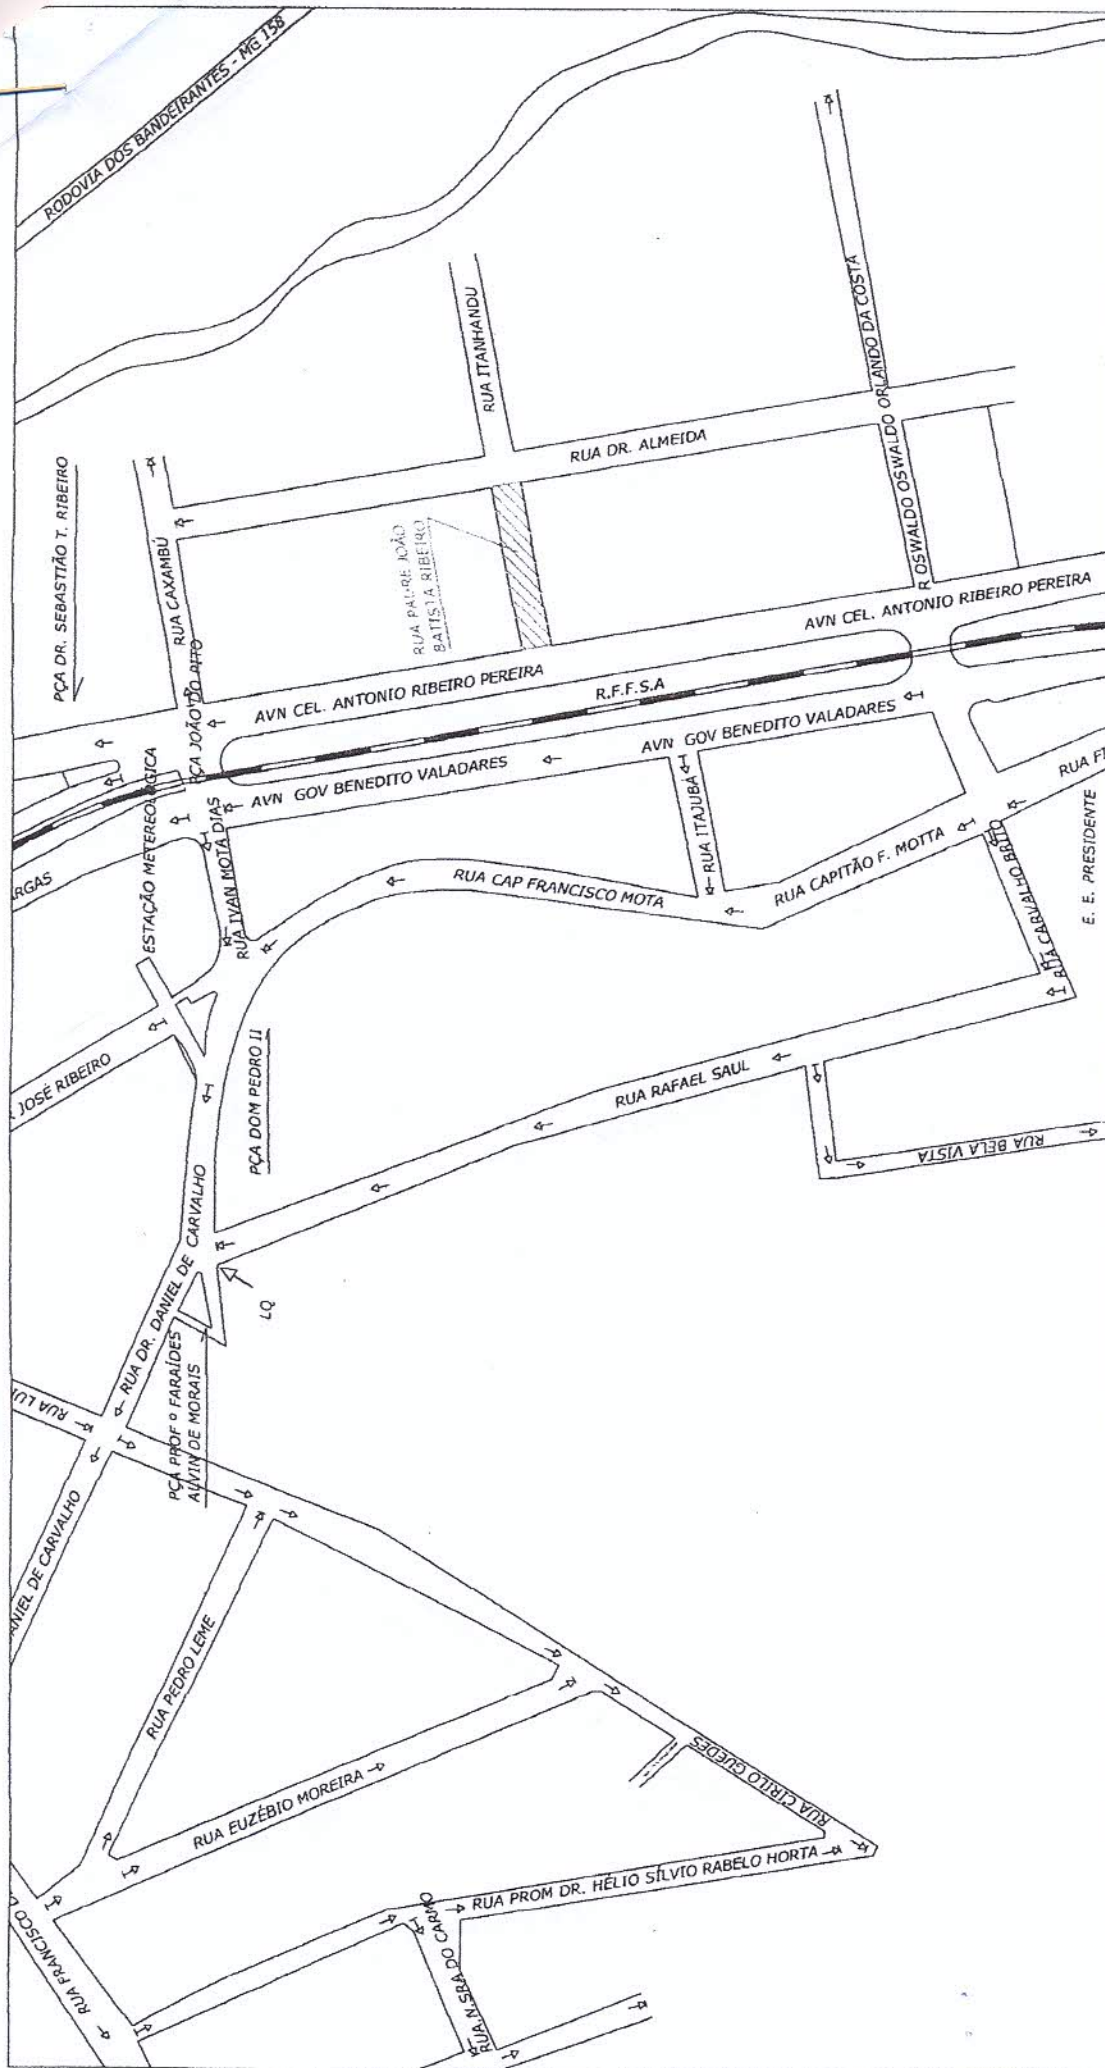 RODOVIA DOS BANDEIRANTES - MG 158
PÇA DR. SEBASTIÃO T. RIBEIRO
RUA CAXAMBÚ
RUA ITANHANDU
RUA DR. ALMEIDA
R OSWALDO OSWALDO ORLANDO DA COSTA
RUA PADRE JOÃO
BATISTA RIBEIRO
PÇA JOÃO DO PITO
AVN CEL. ANTONIO RIBEIRO PEREIRA
AVN CEL. ANTONIO RIBEIRO PEREIRA
R.F.F.S.A
ESTAÇÃO METEREOLÓGICA
AVN GOV BENEDITO VALADARES
AVN GOV BENEDITO VALADARES
RUA IVAN MOTA DIAS
ARGAS
RUA ITAJUBA
RUA CAP FRANCISCO MOTA
RUA CAPITÃO F. MOTTA
RUA CARVALHO BRITO
RUA FI
E. E. PRESIDENTE
JOSÉ RIBEIRO
PÇA DOM PEDRO II
RUA RAFAEL SAUL
RUA BELA VISTA
RUA DR. DANIEL DE CARVALHO
LQ
PÇA PROFº FARAÍDES
ALVIN DE MORAIS
RUA LUI
ANIEL DE CARVALHO
RUA PEDRO LEME
RUA EUZÉBIO MOREIRA
RUA CIRILO GUEDES
RUA PROM DR. HÉLIO SÍLVIO RABELO HORTA
RUA.N.SRA DO CARMO
RUA FRANCISCO D